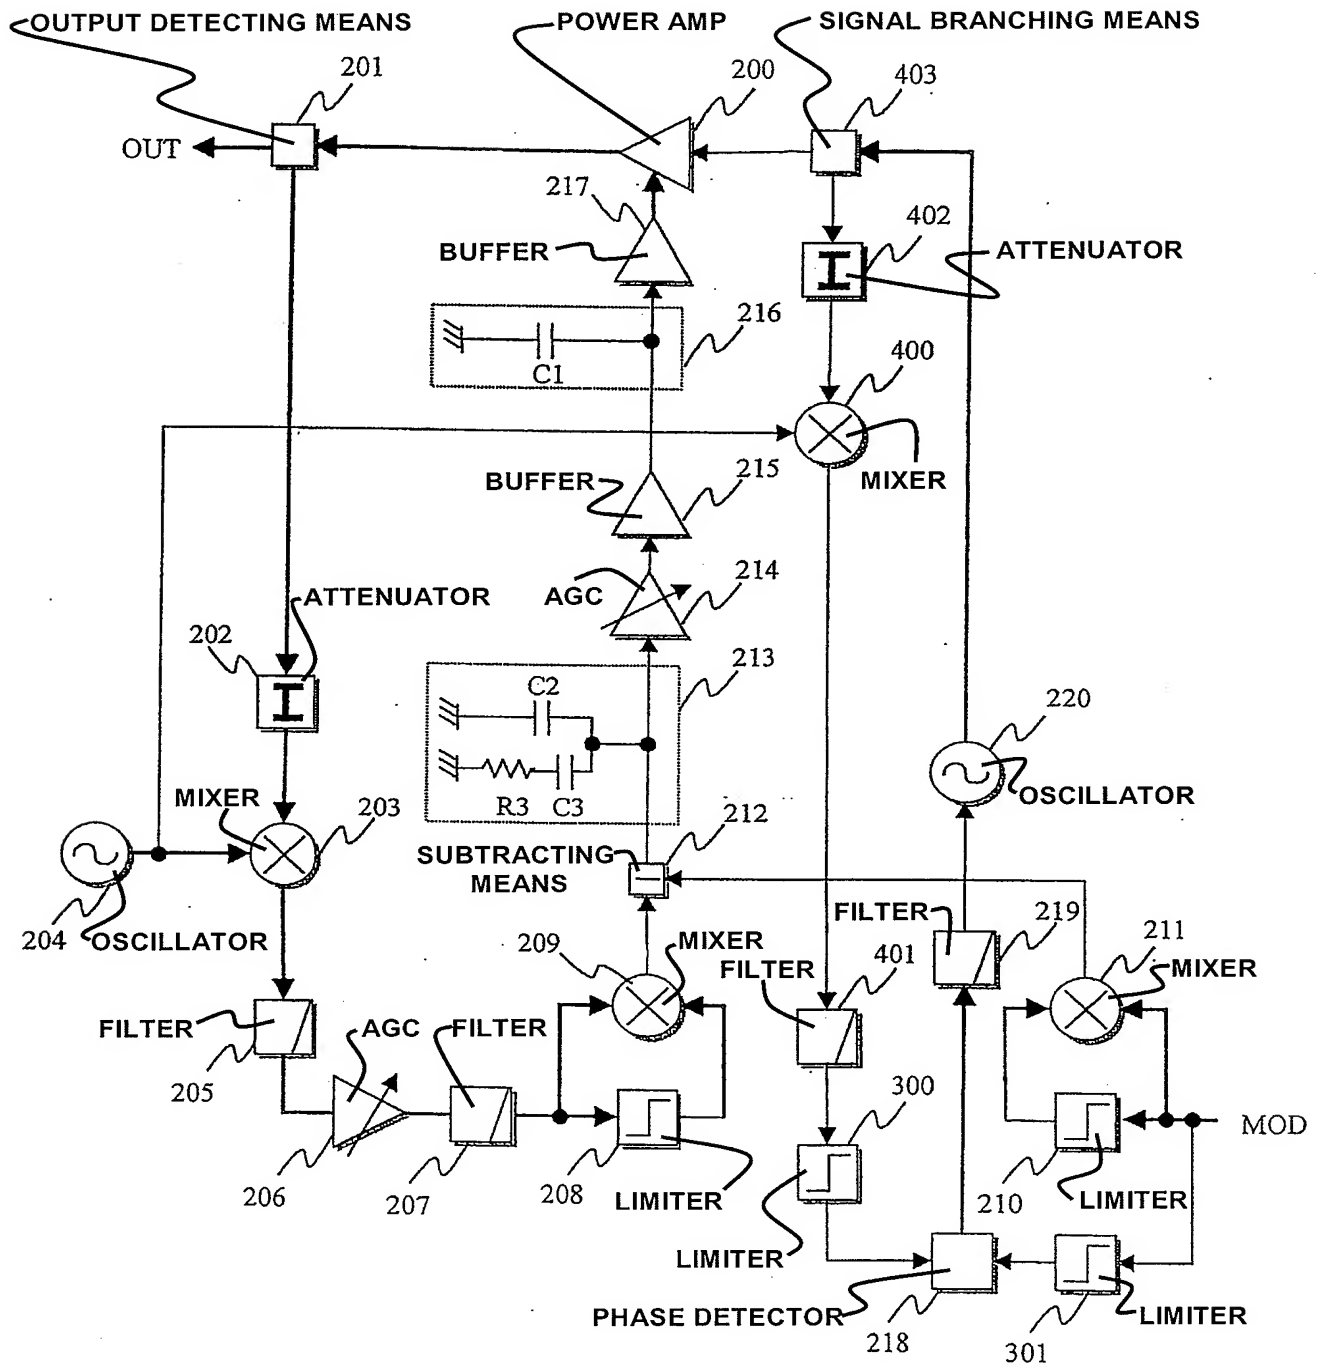 OUTPUT DETECTING MEANS
POWER AMP
SIGNAL BRANCHING MEANS
201
200
403
OUT
217
402
BUFFER
ATTENUATOR
216
C1
400
BUFFER
215
MIXER
AGC
214
ATTENUATOR
202
213
C2
R3
C3
220
OSCILLATOR
MIXER
203
212
SUBTRACTING
MEANS
204
OSCILLATOR
FILTER
219
209
MIXER
FILTER
401
211
MIXER
FILTER
205
AGC
FILTER
300
MOD
206
207
208
LIMITER
210
LIMITER
LIMITER
PHASE DETECTOR
218
301
LIMITER